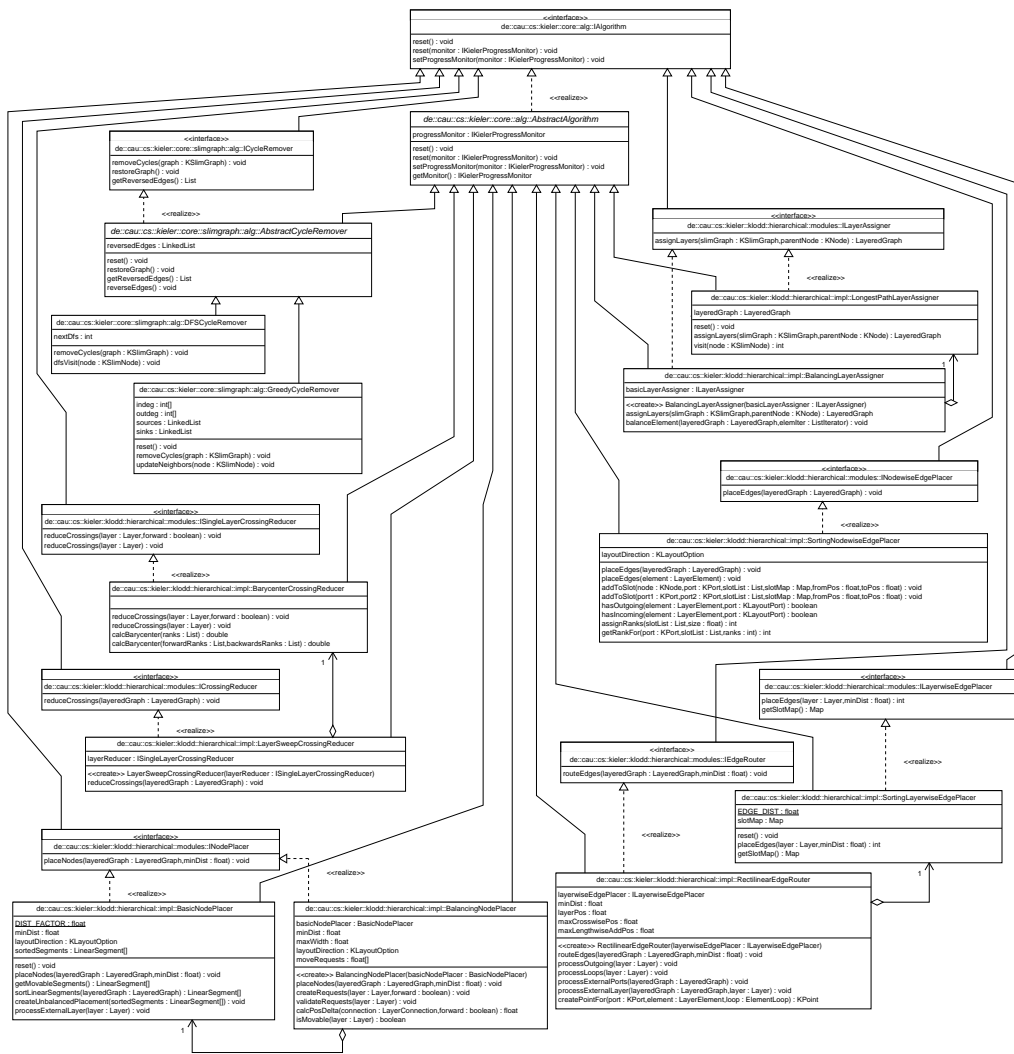 <<interface>>
de::cau::cs::kieler::core::alg::IAlgorithm
reset() : void
reset(monitor : IKielerProgressMonitor) : void
setProgressMonitor(monitor : IKielerProgressMonitor) : void
<<realize>>
de::cau::cs::kieler::core::alg::AbstractAlgorithm
progressMonitor : IKielerProgressMonitor
reset() : void
reset(monitor : IKielerProgressMonitor) : void
setProgressMonitor(monitor : IKielerProgressMonitor) : void
getMonitor() : IKielerProgressMonitor
<<interface>>
de::cau::cs::kieler::core::slimgraph::alg::ICycleRemover
removeCycles(graph : KSlimGraph) : void
restoreGraph() : void
getReversedEdges() : List
<<realize>>
de::cau::cs::kieler::core::slimgraph::alg::AbstractCycleRemover
reversedEdges : LinkedList
reset() : void
restoreGraph() : void
getReversedEdges() : List
reverseEdges() : void
<<interface>>
de::cau::cs::kieler::klodd::hierarchical::modules::ILayerAssigner
assignLayers(slimGraph : KSlimGraph,parentNode : KNode) : LayeredGraph
<<realize>>
de::cau::cs::kieler::klodd::hierarchical::impl::LongestPathLayerAssigner
layeredGraph : LayeredGraph
reset() : void
assignLayers(slimGraph : KSlimGraph,parentNode : KNode) : LayeredGraph
visit(node : KSlimNode) : int
de::cau::cs::kieler::core::slimgraph::alg::DFSCycleRemover
nextDfs : int
removeCycles(graph : KSlimGraph) : void
dfsVisit(node : KSlimNode) : void
1
de::cau::cs::kieler::klodd::hierarchical::impl::BalancingLayerAssigner
basicLayerAssigner : ILayerAssigner
<<create>> BalancingLayerAssigner(basicLayerAssigner : ILayerAssigner)
assignLayers(slimGraph : KSlimGraph,parentNode : KNode) : LayeredGraph
balanceElement(layeredGraph : LayeredGraph,elemIter : ListIterator) : void
de::cau::cs::kieler::core::slimgraph::alg::GreedyCycleRemover
indeg : int[]
outdeg : int[]
sources : LinkedList
sinks : LinkedList
reset() : void
removeCycles(graph : KSlimGraph) : void
updateNeighbors(node : KSlimNode) : void
<<interface>>
de::cau::cs::kieler::klodd::hierarchical::modules::INodewiseEdgePlacer
placeEdges(layeredGraph : LayeredGraph) : void
<<realize>>
<<interface>>
de::cau::cs::kieler::klodd::hierarchical::modules::ISingleLayerCrossingReducer
reduceCrossings(layer : Layer,forward : boolean) : void
reduceCrossings(layer : Layer) : void
<<realize>>
de::cau::cs::kieler::klodd::hierarchical::impl::SortingNodewiseEdgePlacer
layoutDirection : KLayoutOption
placeEdges(layeredGraph : LayeredGraph) : void
placeEdges(element : LayerElement) : void
addToSlot(node : KNode,port : KPort,slotList : List,slotMap : Map,fromPos : float,toPos : float) : void
addToSlot(port1 : KPort,port2 : KPort,slotList : List,slotMap : Map,fromPos : float,toPos : float) : void
hasOutgoing(element : LayerElement,port : KLayoutPort) : boolean
hasIncoming(element : LayerElement,port : KLayoutPort) : boolean
assignRanks(slotList : List,size : float) : int
getRankFor(port : KPort,slotList : List,ranks : int) : int
de::cau::cs::kieler::klodd::hierarchical::impl::BarycenterCrossingReducer
reduceCrossings(layer : Layer,forward : boolean) : void
reduceCrossings(layer : Layer) : void
calcBarycenter(ranks : List) : double
calcBarycenter(forwardRanks : List,backwardsRanks : List) : double
1
<<interface>>
de::cau::cs::kieler::klodd::hierarchical::modules::ICrossingReducer
reduceCrossings(layeredGraph : LayeredGraph) : void
<<realize>>
<<interface>>
de::cau::cs::kieler::klodd::hierarchical::modules::ILayerwiseEdgePlacer
placeEdges(layer : Layer,minDist : float) : int
getSlotMap() : Map
<<realize>>
de::cau::cs::kieler::klodd::hierarchical::impl::LayerSweepCrossingReducer
layerReducer : ISingleLayerCrossingReducer
<<create>> LayerSweepCrossingReducer(layerReducer : ISingleLayerCrossingReducer)
reduceCrossings(layeredGraph : LayeredGraph) : void
<<interface>>
de::cau::cs::kieler::klodd::hierarchical::modules::IEdgeRouter
routeEdges(layeredGraph : LayeredGraph,minDist : float) : void
<<realize>>
de::cau::cs::kieler::klodd::hierarchical::impl::SortingLayerwiseEdgePlacer
EDGE_DIST : float
slotMap : Map
reset() : void
placeEdges(layer : Layer,minDist : float) : int
getSlotMap() : Map
1
<<interface>>
de::cau::cs::kieler::klodd::hierarchical::modules::INodePlacer
placeNodes(layeredGraph : LayeredGraph,minDist : float) : void
<<realize>>
<<realize>>
de::cau::cs::kieler::klodd::hierarchical::impl::BasicNodePlacer
DIST_FACTOR : float
minDist : float
layoutDirection : KLayoutOption
sortedSegments : LinearSegment[]
reset() : void
placeNodes(layeredGraph : LayeredGraph,minDist : float) : void
getMovableSegments() : LinearSegment[]
sortLinearSegments(layeredGraph : LayeredGraph) : LinearSegment[]
createUnbalancedPlacement(sortedSegments : LinearSegment[]) : void
processExternalLayer(layer : Layer) : void
1
de::cau::cs::kieler::klodd::hierarchical::impl::BalancingNodePlacer
basicNodePlacer : BasicNodePlacer
minDist : float
maxWidth : float
layoutDirection : KLayoutOption
moveRequests : float[]
<<create>> BalancingNodePlacer(basicNodePlacer : BasicNodePlacer)
placeNodes(layeredGraph : LayeredGraph,minDist : float) : void
createRequests(layer : Layer,forward : boolean) : void
validateRequests(layer : Layer) : void
calcPosDelta(connection : LayerConnection,forward : boolean) : float
isMovable(layer : Layer) : boolean
de::cau::cs::kieler::klodd::hierarchical::impl::RectilinearEdgeRouter
layerwiseEdgePlacer : ILayerwiseEdgePlacer
minDist : float
layerPos : float
maxCrosswisePos : float
maxLengthwiseAddPos : float
<<create>> RectilinearEdgeRouter(layerwiseEdgePlacer : ILayerwiseEdgePlacer)
routeEdges(layeredGraph : LayeredGraph,minDist : float) : void
processOutgoing(layer : Layer) : void
processLoops(layer : Layer) : void
processExternalPorts(layeredGraph : LayeredGraph) : void
processExternalLayer(layeredGraph : LayeredGraph,layer : Layer) : void
createPointFor(port : KPort,element : LayerElement,loop : ElementLoop) : KPoint